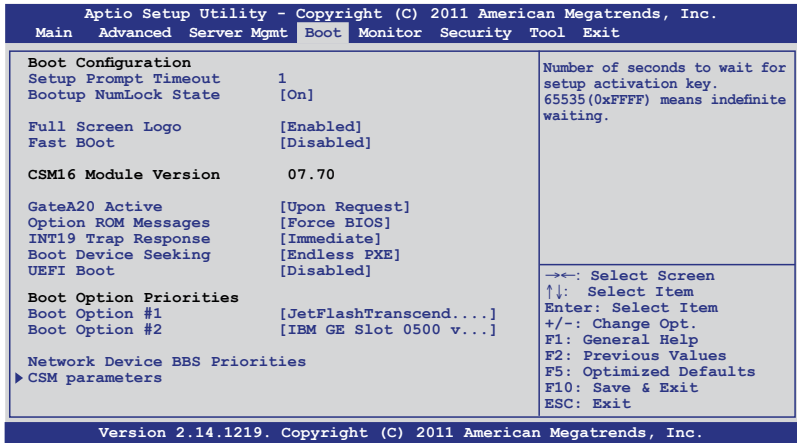 Aptio Setup Utility - Copyright (C) 2011 American Megatrends, Inc.
Main Advanced Server Mgmt Boot Monitor Security Tool Exit
Boot Configuration
Setup Prompt Timeout 1
Bootup NumLock State [On]
Full Screen Logo [Enabled]
Fast BOot [Disabled]
CSM16 Module Version 07.70
GateA20 Active [Upon Request]
Option ROM Messages [Force BIOS]
INT19 Trap Response [Immediate]
Boot Device Seeking [Endless PXE]
UEFI Boot [Disabled]
Boot Option Priorities
Boot Option #1 [JetFlashTranscend....]
Boot Option #2 [IBM GE Slot 0500 v...]
Network Device BBS Priorities
CSM parameters
Number of seconds to wait for
setup activation key.
65535(0xFFFF) means indefinite
waiting.
→←: Select Screen
↑↓: Select Item
Enter: Select Item
+/-: Change Opt.
F1: General Help
F2: Previous Values
F5: Optimized Defaults
F10: Save & Exit
ESC: Exit
Version 2.14.1219. Copyright (C) 2011 American Megatrends, Inc.